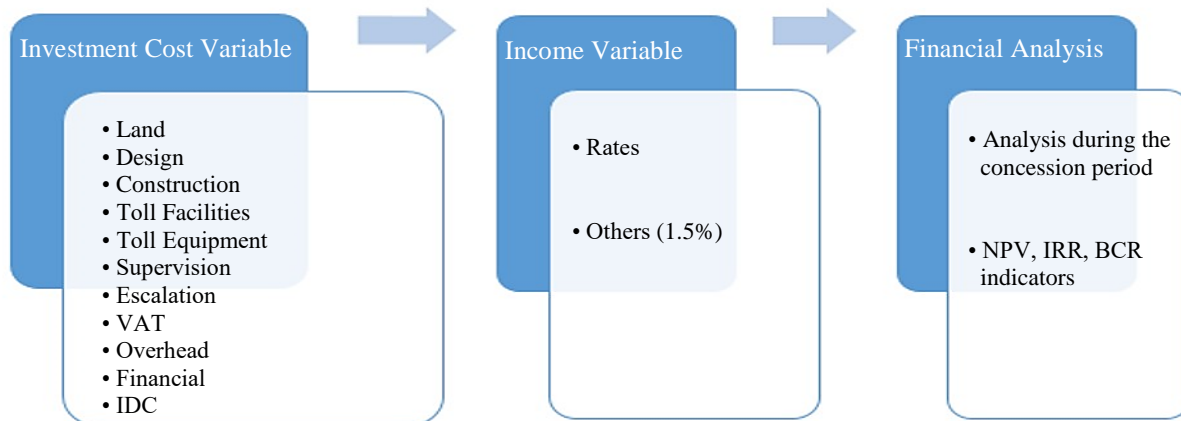 Investment Cost Variable
• Land
• Design
• Construction
• Toll Facilities
• Toll Equipment
• Supervision
• Escalation
• VAT
• Overhead
• Financial
• IDC
Income Variable
• Rates
• Others (1.5%)
Financial Analysis
• Analysis during the
concession period
• NPV, IRR, BCR
indicators